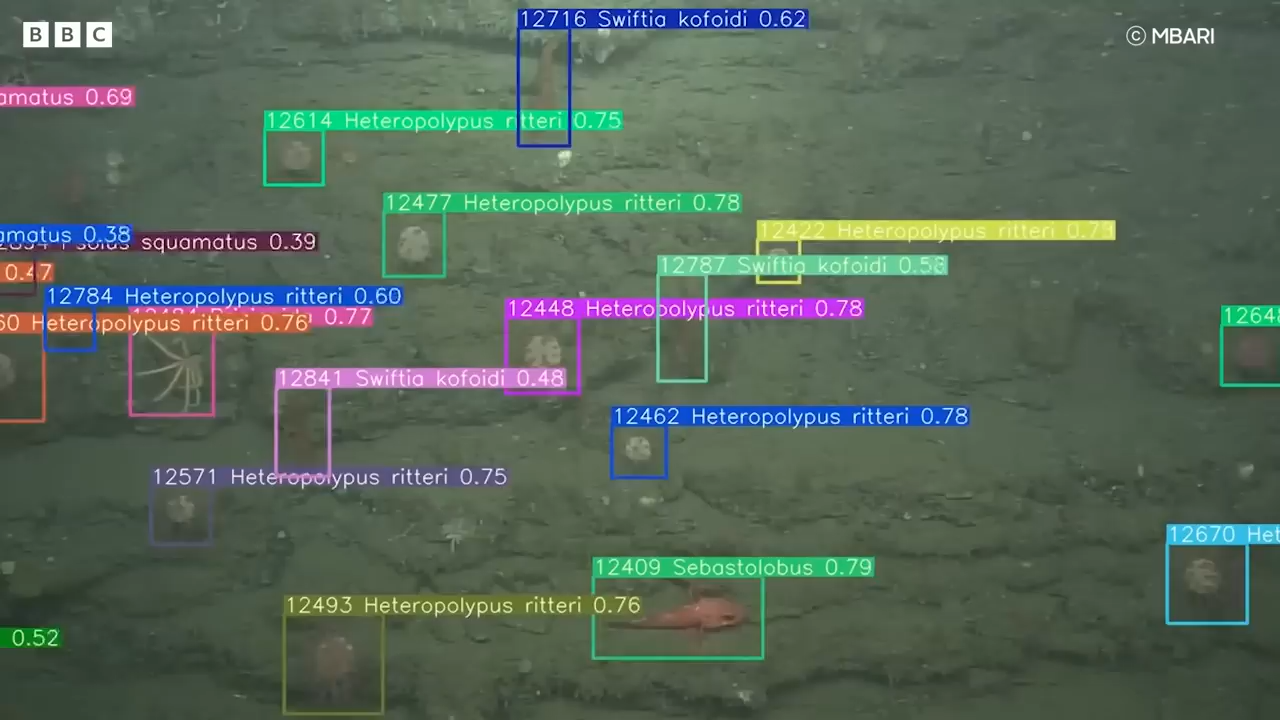 12716 Swiftia kofoidi 0.62
BBC
© MBARI
amatus 0.69
12614 Heteropolypus ritteri 0.75
12477 Heteropolypus ritteri 0.78
12422 Heteropolypus ritteri
amatus 0.38
squamatus 0.39
12787 Swiftia kofoidi
0.47
12784 Heteropolypus ritteri 0.60
12448 Heteropolypus ritteri 0.78
0.77
60 Heteropolypus ritteri 0.76
12648
12841 Swiftia kofoidi 0.48
12462 Heteropolypus ritteri 0.78
12571 Heteropolypus ritteri 0.75
12670 Het
12409 Sebastolobus 0.79
12493 Heteropolypus ritteri 0.76
0.52